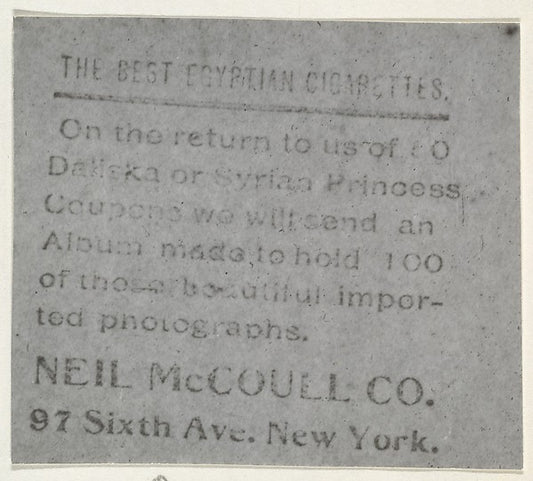 THE BEST EGYPTIAN CIGARETTES.
On the return to us of 0
Daliska or Syrian Princess
Coupons we will send an
Album made to hold 100
of those beautiful impor-
ted photographs.
NEIL McCOULL CO.
97 Sixth Ave. New York.